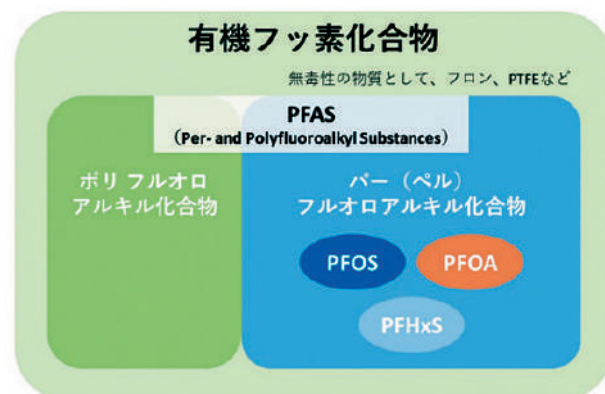 有機フッ素化合物
無毒性の物質として、フロン、PTFEなど
PFAS
（Per- and Polyfluoroalkyl Substances）
ポリ フルオロ
アルキル化合物
パー（ペル）
フルオロアルキル化合物
PFOS
PFOA
PFHxS